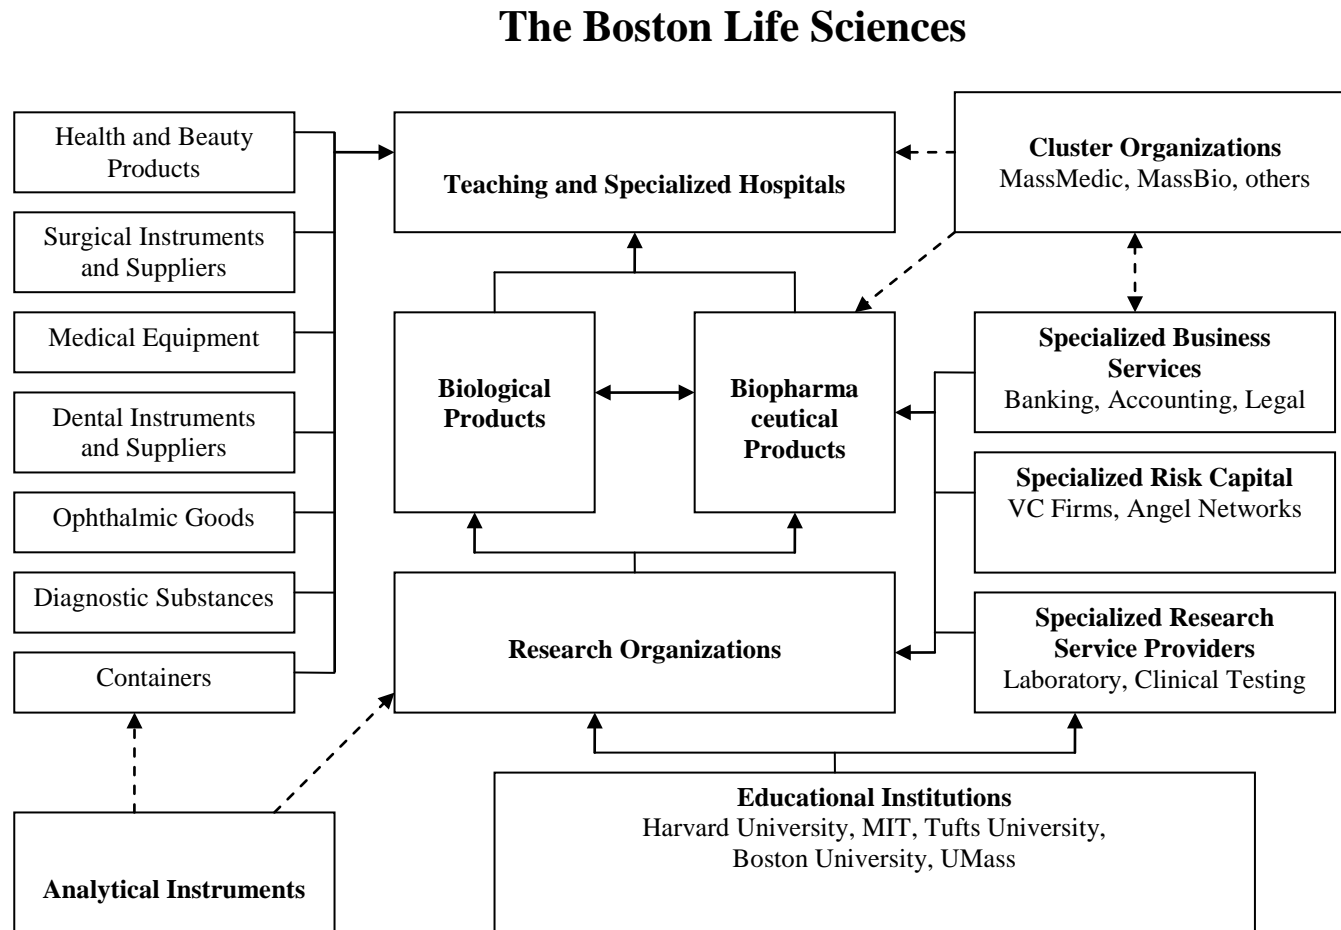 The Boston Life Sciences
Health and Beauty
Products
Surgical Instruments
and Suppliers
Medical Equipment
Dental Instruments
and Suppliers
Ophthalmic Goods
Diagnostic Substances
Containers
Analytical Instruments
Teaching and Specialized Hospitals
Biological
Products
Biopharma
ceutical
Products
Research Organizations
Educational Institutions
Harvard University, MIT, Tufts University,
Boston University, UMass
Cluster Organizations
MassMedic, MassBio, others
Specialized Business
Services
Banking, Accounting, Legal
Specialized Risk Capital
VC Firms, Angel Networks
Specialized Research
Service Providers
Laboratory, Clinical Testing